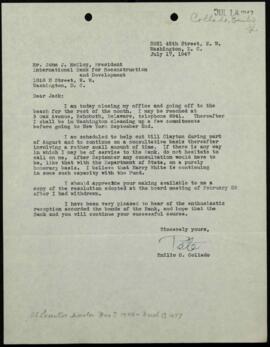 JUL 18 1947
Collado, Emilio
2021 45th Street, N. W.
Washington, D. C.
July 17, 1947
Mr. John J. McCloy, President
International Bank for Reconstruction
and Development
1818 H Street, N. W.
Washington, D. C.
Dear Jack:
I am today closing my office and going off to the
beach for the rest of the month. I may be reached at
5 Oak Avenue, Rehoboth, Delaware, telephone 8941. Thereafter
I shall be in Washington cleaning up a few commitments
before going to New York September 2nd.
I am scheduled to help out Will Clayton during part
of August and to continue on a consultative basis thereafter
involving a rather small amount of time. If there is any way
in which I may be of service to the Bank, do not hesitate to
call on me. After September any consultation would have to
be, like that with the Department of State, on a purely
honorary basis. I believe that Harry White is continuing
in some such capacity with the Fund.
I should appreciate your making available to me a
copy of the resolution adopted at the board meeting of February 28
after I had withdrawn.
I have been very pleased to hear of the enthusiastic
reception accorded the bonds of the Bank, and hope that the
Bank and you will continue your successful course.
Sincerely yours,
Emilio G. Collado